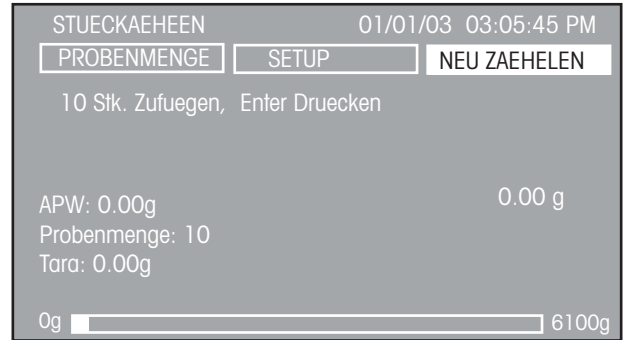 STUECKAEHEEN 01/01/03 03:05:45 PM
PROBENMENGE SETUP NEU ZAEHELEN
10 Stk. Zufuegen, Enter Druecken
0.00 g
APW: 0.00g
Probenmenge: 10
Tara: 0.00g
0g 6100g